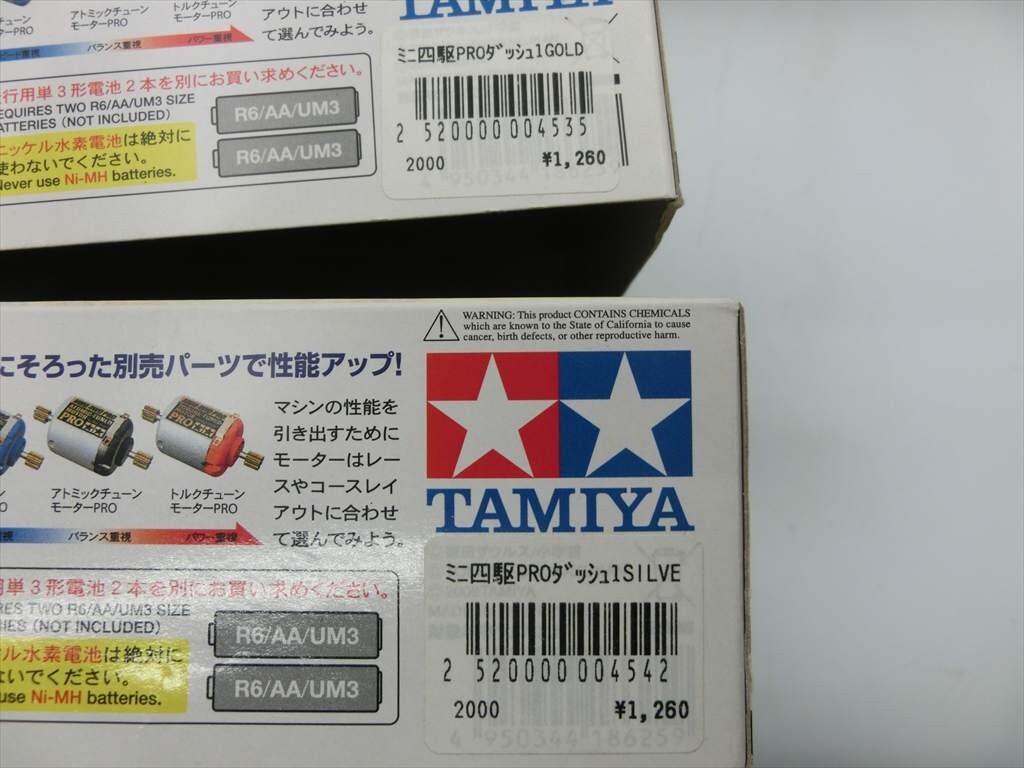 アトミックチューン
モーターPRO
トルクチューン
モーターPRO
バランス重視
パワー重視
アウトに合わせ
て選んでみよう。
TAMIYA
行用単3形電池2本を別にお買い求めください。
EQUIRES TWO R6/AA/UM3 SIZE
ATTERIES (NOT INCLUDED)
ニッケル水素電池は絶対に
使わないでください。
Never use Ni-MH batteries.
R6/AA/UM3
R6/AA/UM3
ミニ四駆PROダッシュ1GOLD
2 520000 004535
2000 ¥1,260
4 950344 186259
WARNING: This product CONTAINS CHEMICALS
which are known to the State of California to cause
cancer, birth defects, or other reproductive harm.
にそろった別売パーツで性能アップ!
マシンの性能を
引き出すために
モーターはレー
スやコースレイ
アウトに合わせ
て選んでみよう。
アトミックチューン
モーターPRO
トルクチューン
モーターPRO
バランス重視
パワー重視
TAMIYA
用単3形電池2本を別にお買い求めください。
RES TWO R6/AA/UM3 SIZE
IES (NOT INCLUDED)
ル水素電池は絶対に
ないでください。
use Ni-MH batteries.
R6/AA/UM3
R6/AA/UM3
ミニ四駆PROダッシュ1SILVE
2 520000 004542
2000 ¥1,260
4 950344 186259